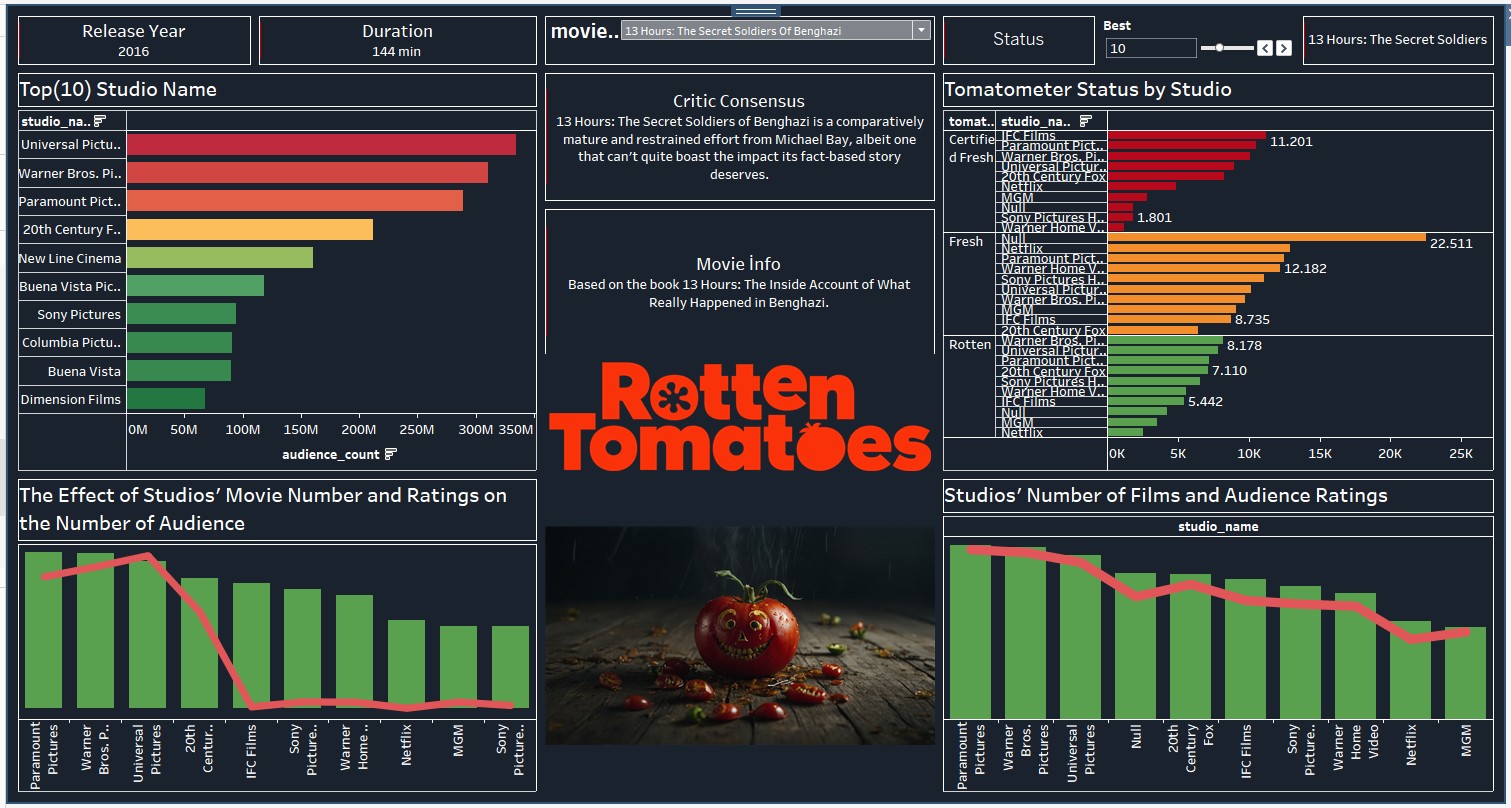 Release Year
2016
Duration
144 min
movie..
13 Hours: The Secret Soldiers Of Benghazi
Status
Best
10
13 Hours: The Secret Soldiers
Top(10) Studio Name
studio_na..
Universal Pictu..
Warner Bros. Pi..
Paramount Pict..
20th Century F..
New Line Cinema
Buena Vista Pic..
Sony Pictures
Columbia Pictu..
Buena Vista
Dimension Films
0M 50M 100M 150M 200M 250M 300M 350M
audience_count
Critic Consensus
13 Hours: The Secret Soldiers of Benghazi is a comparatively
mature and restrained effort from Michael Bay, albeit one
that can't quite boast the impact its fact-based story
deserves.
Movie İnfo
Based on the book 13 Hours: The Inside Account of What
Really Happened in Benghazi.
Rotten
Tomatoes
Tomatometer Status by Studio
tomat.. studio_na..
Certifie
d Fresh
IFC Films
11.201
Paramount Pict..
Warner Bros. Pi..
Universal Pictur..
20th Century Fox
Netflix
MGM
Null
Sony Pictures H..
1.801
Warner Home V..
Fresh
Null
22.511
Netflix
Paramount Pict..
Warner Home V..
12.182
Sony Pictures H..
Universal Pictur..
Warner Bros. Pi..
MGM
IFC Films
8.735
20th Century Fox
Rotten
Warner Bros. Pi..
8.178
Universal Pictur..
Paramount Pict..
20th Century Fox
7.110
Sony Pictures H..
Warner Home V..
IFC Films
5.442
Null
MGM
Netflix
0K 5K 10K 15K 20K 25K
The Effect of Studios' Movie Number and Ratings on
the Number of Audience
Paramount
Pictures
Warner
Bros. P..
Universal
Pictures
20th
Centur..
IFC Films
Sony
Picture..
Warner
Home..
Netflix
MGM
Sony
Picture..
Studios' Number of Films and Audience Ratings
studio_name
Paramount
Pictures
Warner
Bros.
Pictures
Universal
Pictures
Null
20th
Century
Fox
IFC Films
Sony
Picture..
Warner
Home
Video
Netflix
MGM